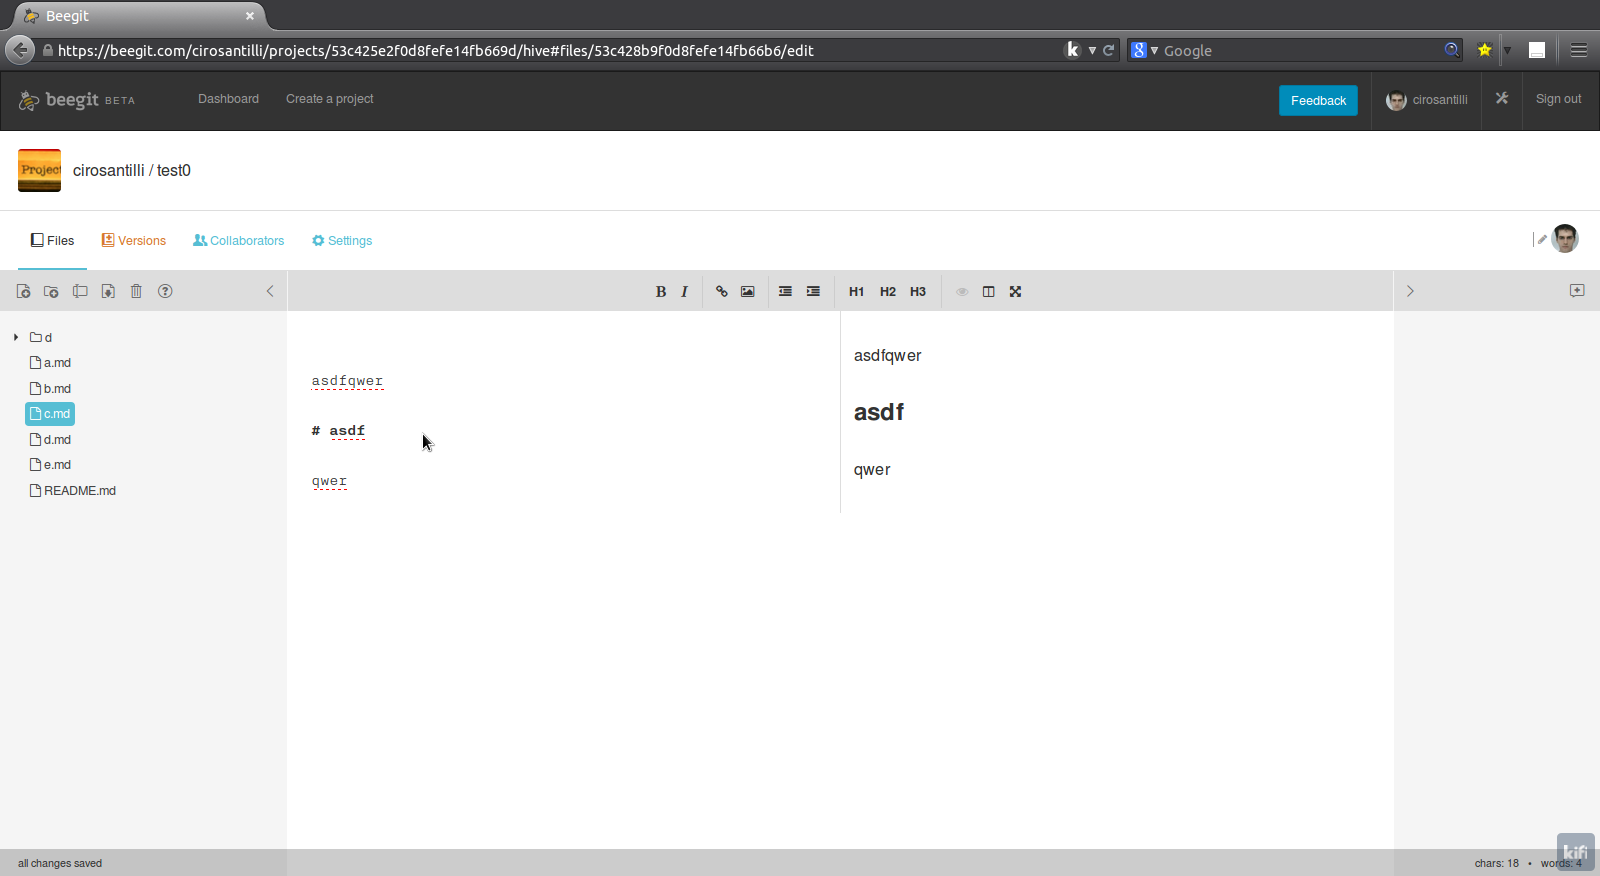 Beegit
https://beegit.com/cirosantilli/projects/53c425e2f0d8fefe14fb669d/hive#files/53c428b9f0d8fefe14fb66b6/edit
k
8 Google
beegit BETA
Dashboard
Create a project
Feedback
cirosantilli
Sign out
Project
cirosantilli / test0
Files
Versions
Collaborators
Settings
B I H1 H2 H3
d
a.md
b.md
c.md
d.md
e.md
README.md
asdfqwer
# asdf
qwer
asdfqwer
asdf
qwer
all changes saved
chars: 18 • words: 4
kifi